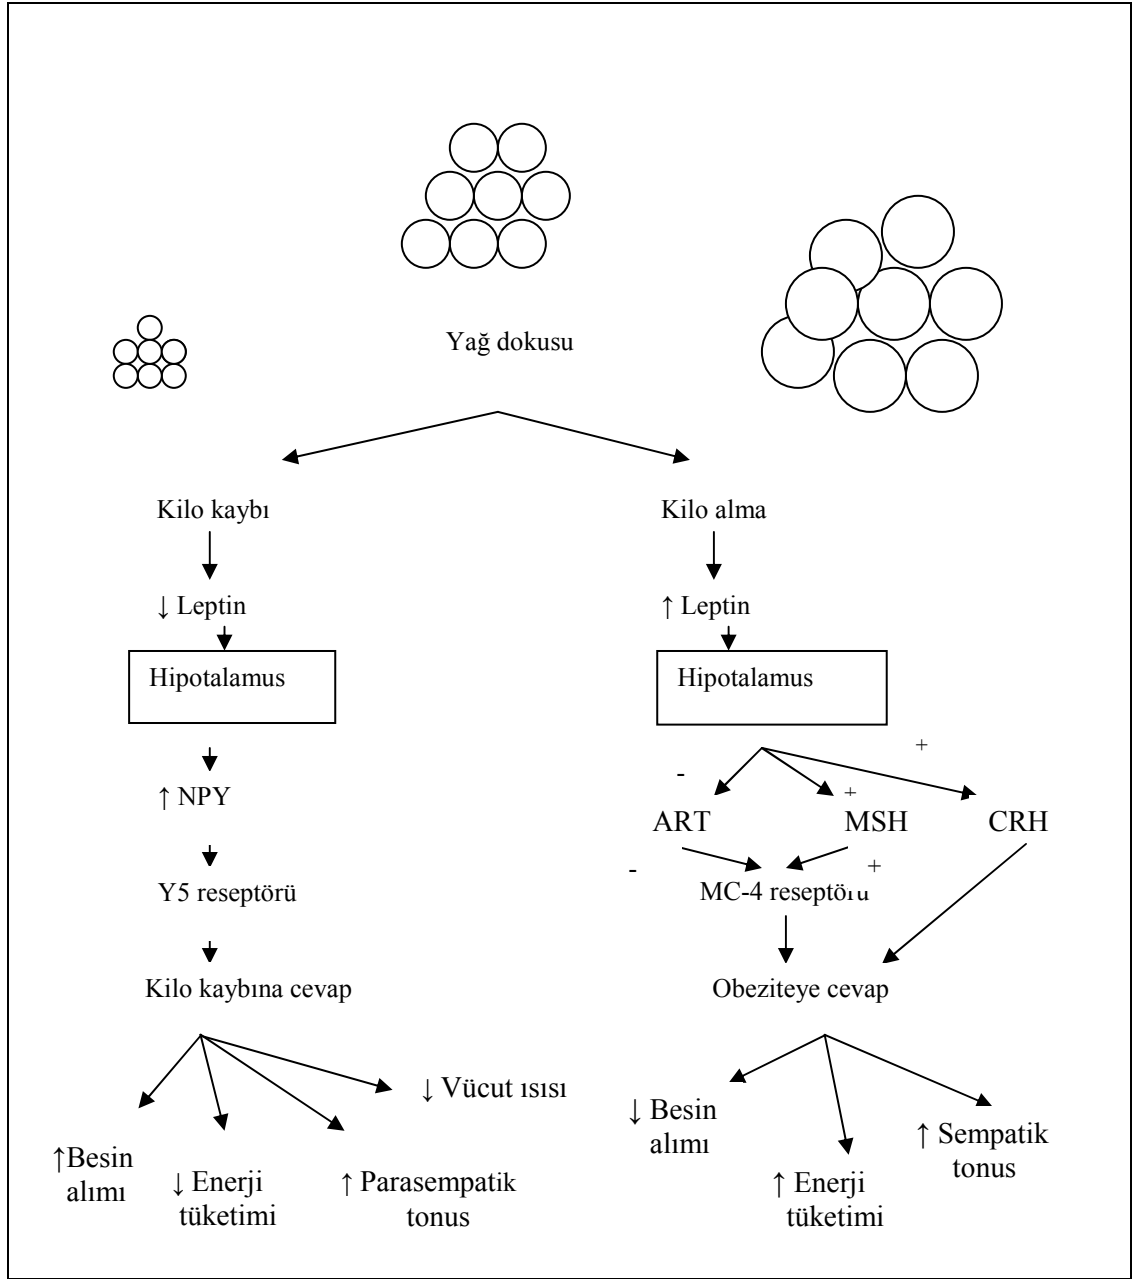 Yağ dokusu
Kilo kaybı
↓ Leptin
Hipotalamus
↑ NPY
Y5 reseptörü
Kilo kaybına cevap
↑Besin
alımı
↓ Enerji
tüketimi
↑ Parasempatik
tonus
↓ Vücut ısısı
Kilo alma
↑ Leptin
Hipotalamus
-
+
+
ART
MSH
CRH
-
+
MC-4 reseptörü
Obeziteye cevap
↓ Besin
alımı
↑ Enerji
tüketimi
↑ Sempatik
tonus